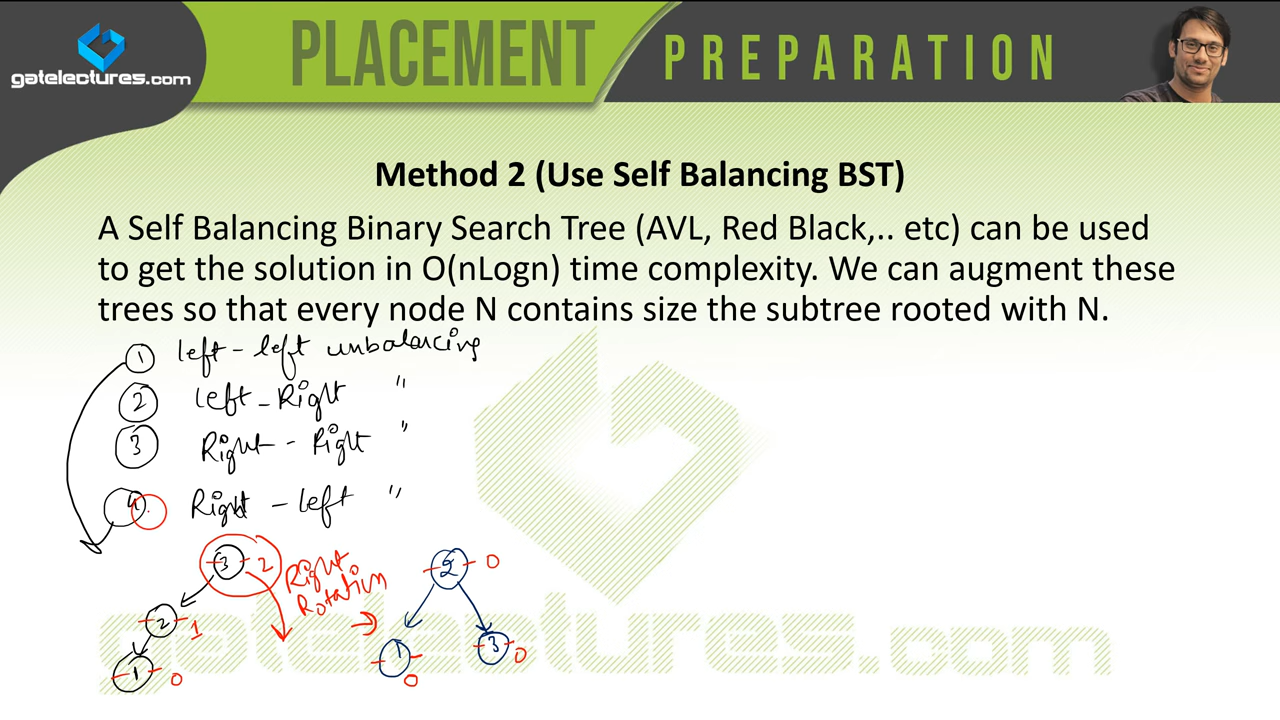 gatelectures.com
PLACEMENT PREPARATION
Method 2 (Use Self Balancing BST)
A Self Balancing Binary Search Tree (AVL, Red Black,.. etc) can be used
to get the solution in O(nLogn) time complexity. We can augment these
trees so that every node N contains size the subtree rooted with N.
1 left-left unbalancing
2 left-Right "
3 Right-Right "
4 Right-left "
3 2
Right
Rotation
2 0
2 1
1 0
1 0
3 0
gatelectures.com